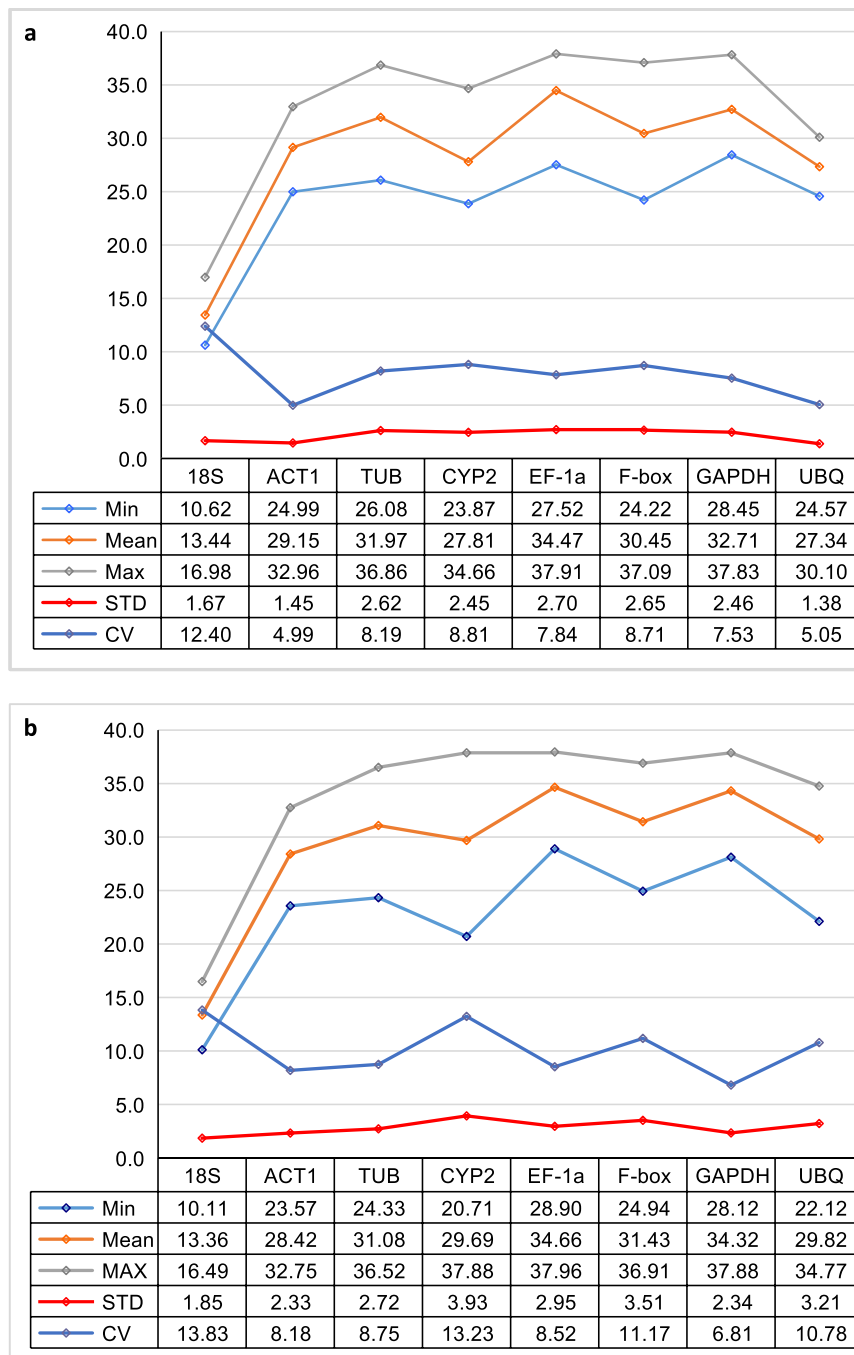 a
40.0
35.0
30.0
25.0
20.0
15.0
10.0
5.0
0.0
18S ACT1 TUB CYP2 EF-1a F-box GAPDH UBQ
Min 10.62 24.99 26.08 23.87 27.52 24.22 28.45 24.57
Mean 13.44 29.15 31.97 27.81 34.47 30.45 32.71 27.34
Max 16.98 32.96 36.86 34.66 37.91 37.09 37.83 30.10
STD 1.67 1.45 2.62 2.45 2.70 2.65 2.46 1.38
CV 12.40 4.99 8.19 8.81 7.84 8.71 7.53 5.05
b
40.0
35.0
30.0
25.0
20.0
15.0
10.0
5.0
0.0
18S ACT1 TUB CYP2 EF-1a F-box GAPDH UBQ
Min 10.11 23.57 24.33 20.71 28.90 24.94 28.12 22.12
Mean 13.36 28.42 31.08 29.69 34.66 31.43 34.32 29.82
MAX 16.49 32.75 36.52 37.88 37.96 36.91 37.88 34.77
STD 1.85 2.33 2.72 3.93 2.95 3.51 2.34 3.21
CV 13.83 8.18 8.75 13.23 8.52 11.17 6.81 10.78